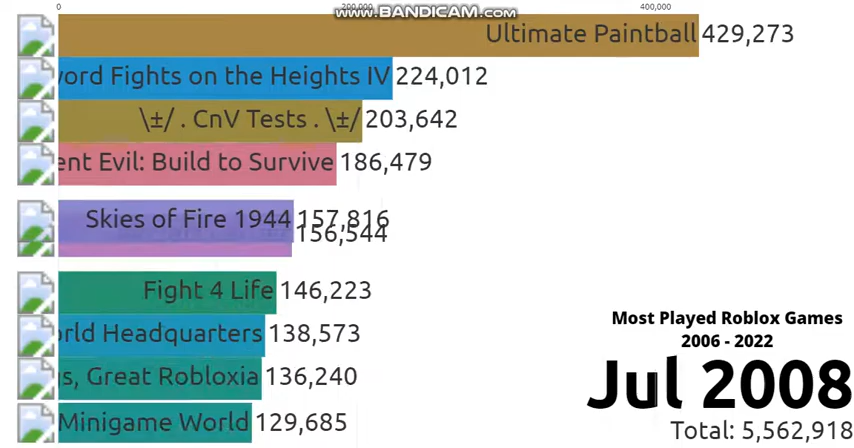 0 200,000 400,000
www.BANDICAM.com
Ultimate Paintball 429,273
word Fights on the Heights IV 224,012
\±/ . CnV Tests . \±/ 203,642
ent Evil: Build to Survive 186,479
Skies of Fire 1944 157,816
156,544
Fight 4 Life 146,223
orld Headquarters 138,573
gs, Great Robloxia 136,240
Minigame World 129,685
Most Played Roblox Games
2006 - 2022
Jul 2008
Total: 5,562,918